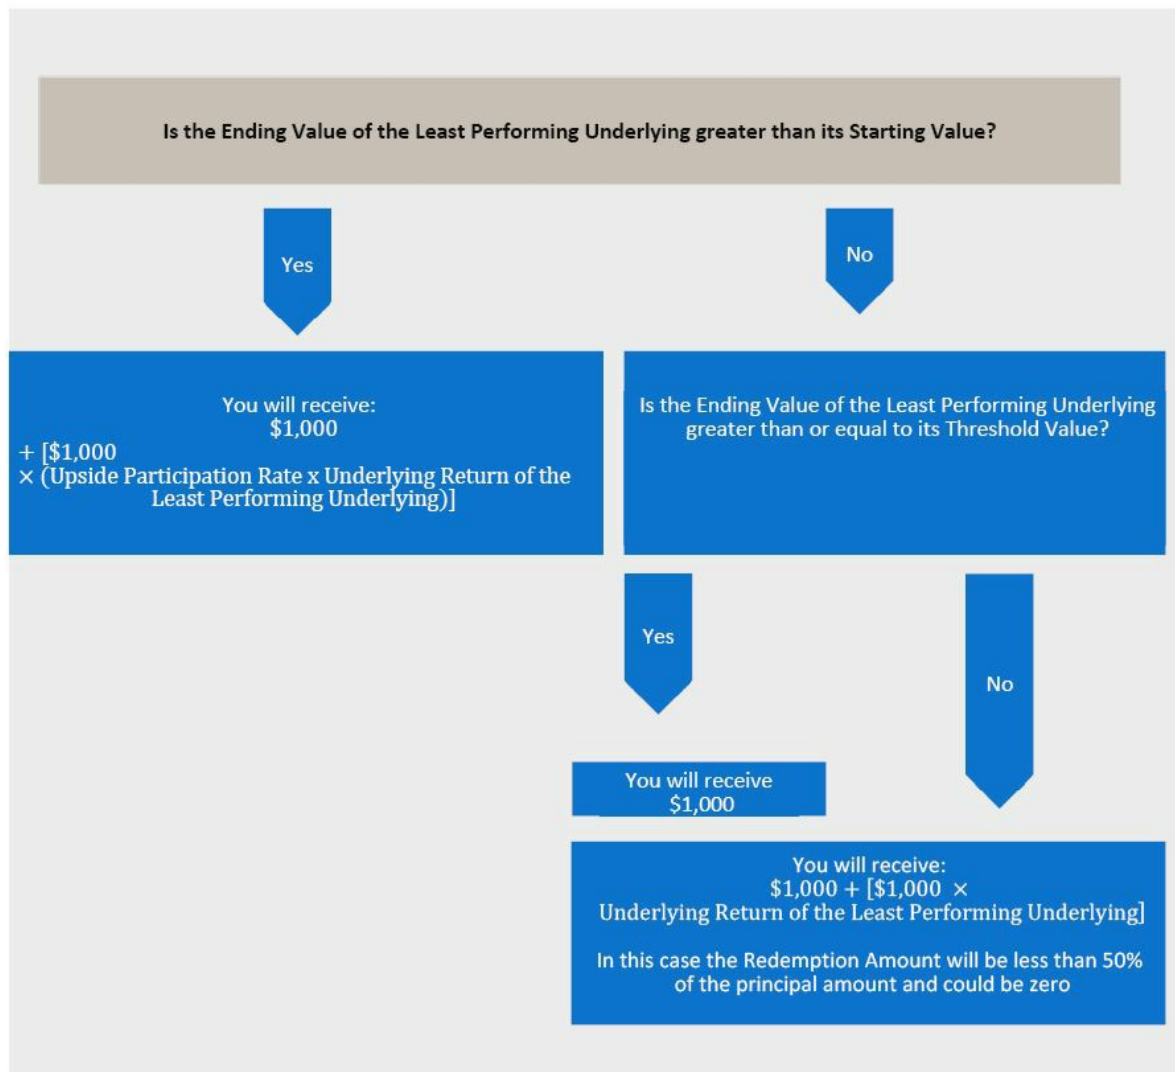 Is the Ending Value of the Least Performing Underlying greater than its Starting Value?
Yes
No
You will receive:
$1,000
+ [$1,000
× (Upside Participation Rate x Underlying Return of the
Least Performing Underlying)]
Is the Ending Value of the Least Performing Underlying
greater than or equal to its Threshold Value?
Yes
No
You will receive
$1,000
You will receive:
$1,000 + [$1,000 ×
Underlying Return of the Least Performing Underlying]
In this case the Redemption Amount will be less than 50%
of the principal amount and could be zero